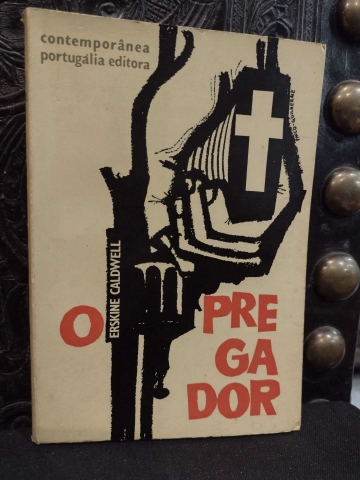 contemporânea
portugália editora
ERSKINE CALDWELL
O PRE
GA
DOR